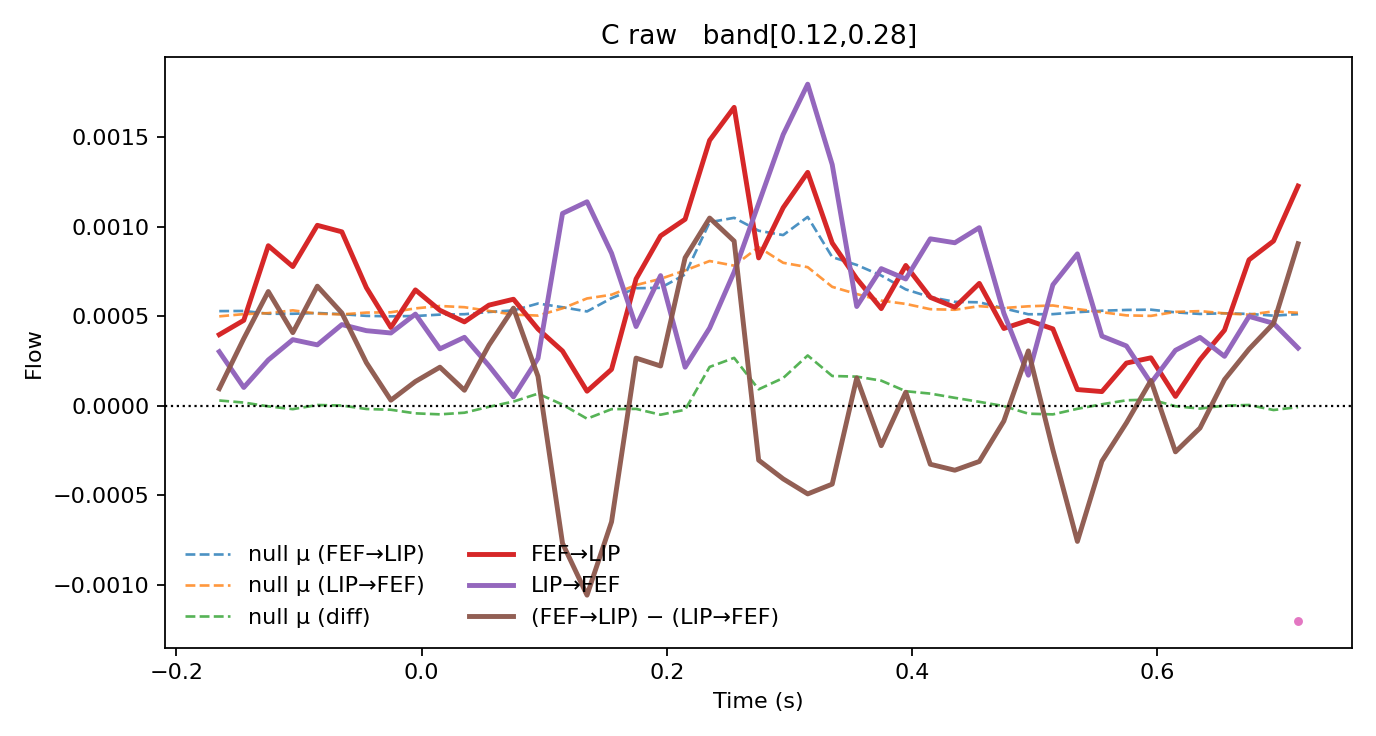 C raw   band[0.12,0.28]
Flow
0.0015
0.0010
0.0005
0.0000
−0.0005
−0.0010
null μ (FEF→LIP)
null μ (LIP→FEF)
null μ (diff)
FEF→LIP
LIP→FEF
(FEF→LIP) − (LIP→FEF)
−0.2
0.0
0.2
0.4
0.6
Time (s)